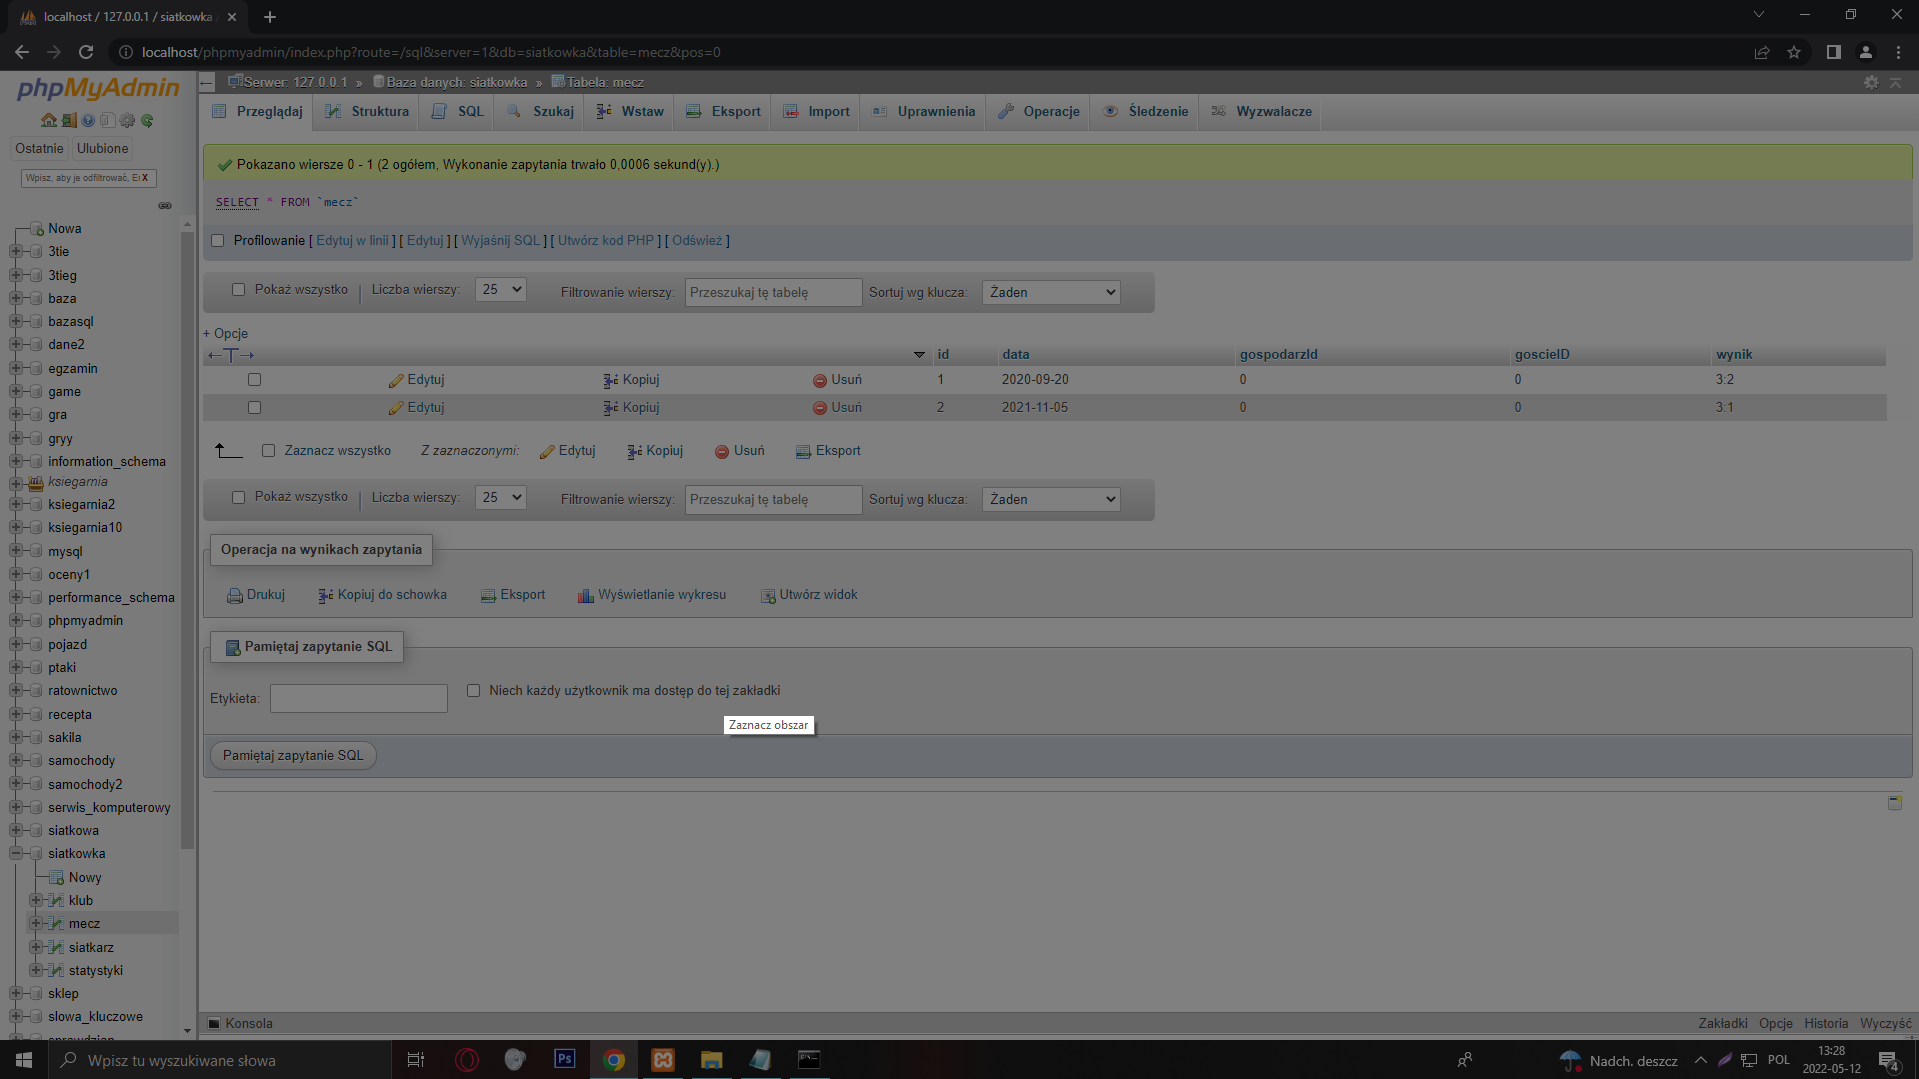 localhost / 127.0.0.1 / siatkowka
localhost/phpmyadmin/index.php?route=/sql&server=1&db=siatkowka&table=mecz&pos=0
phpMyAdmin
Serwer: 127.0.0.1 » Baza danych: siatkowka » Tabela: mecz
Przeglądaj Struktura SQL Szukaj Wstaw Eksport Import Uprawnienia Operacje Śledzenie Wyzwalacze
Ostatnie Ulubione
Wpisz, aby je odfiltrować, E X
Pokazano wiersze 0 - 1 (2 ogółem, Wykonanie zapytania trwało 0,0006 sekund(y).)
SELECT * FROM `mecz`
Profilowanie [ Edytuj w linii ] [ Edytuj ] [ Wyjaśnij SQL ] [ Utwórz kod PHP ] [ Odśwież ]
Pokaż wszystko Liczba wierszy: 25 Filtrowanie wierszy: Przeszukaj tę tabelę Sortuj wg klucza: Żaden
+ Opcje
id data gospodarzId goscieID wynik
Edytuj Kopiuj Usuń 1 2020-09-20 0 0 3:2
Edytuj Kopiuj Usuń 2 2021-11-05 0 0 3:1
Zaznacz wszystko Z zaznaczonymi: Edytuj Kopiuj Usuń Eksport
Pokaż wszystko Liczba wierszy: 25 Filtrowanie wierszy: Przeszukaj tę tabelę Sortuj wg klucza: Żaden
Operacja na wynikach zapytania
Drukuj Kopiuj do schowka Eksport Wyświetlanie wykresu Utwórz widok
Pamiętaj zapytanie SQL
Etykieta: Niech każdy użytkownik ma dostęp do tej zakładki
Zaznacz obszar
Pamiętaj zapytanie SQL
Nowa
3tie
3tieg
baza
bazasql
dane2
egzamin
game
gra
gryy
information_schema
ksiegarnia
ksiegarnia2
ksiegarnia10
mysql
oceny1
performance_schema
phpmyadmin
pojazd
ptaki
ratownictwo
recepta
sakila
samochody
samochody2
serwis_komputerowy
siatkowa
siatkowka
Nowy
klub
mecz
siatkarz
statystyki
sklep
slowa_kluczowe
sprawdzian
Konsola Zakładki Opcje Historia Wyczyść
Wpisz tu wyszukiwane słowa
Ps
Nadch. deszcz
POL
13:28
2022-05-12
4